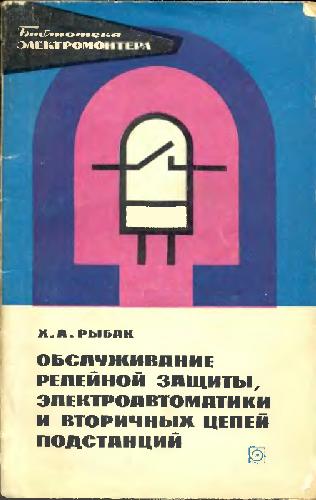 Библиотека
ЭЛЕКТРОМОНТЕРА
Х.А. РЫБАК
ОБСЛУЖИВАНИЕ
РЕЛЕЙНОЙ ЗАЩИТЫ,
ЭЛЕКТРОАВТОМАТИКИ
И ВТОРИЧНЫХ ЦЕПЕЙ
ПОДСТАНЦИЙ